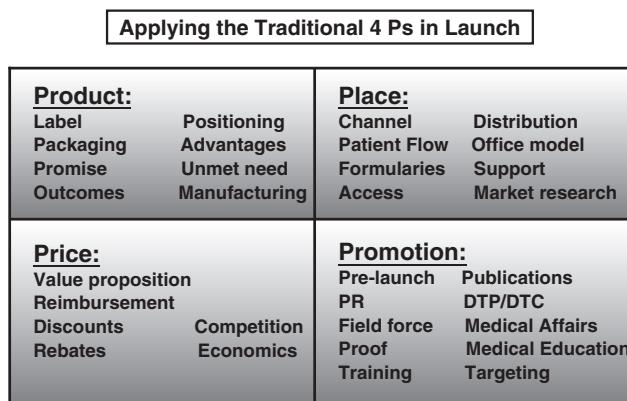 Applying the Traditional 4 Ps in Launch
Product:
Label Positioning
Packaging Advantages
Promise Unmet need
Outcomes Manufacturing
Place:
Channel Distribution
Patient Flow Office model
Formularies Support
Access Market research
Price:
Value proposition
Reimbursement
Discounts Competition
Rebates Economics
Promotion:
Pre-launch Publications
PR DTP/DTC
Field force Medical Affairs
Proof Medical Education
Training Targeting